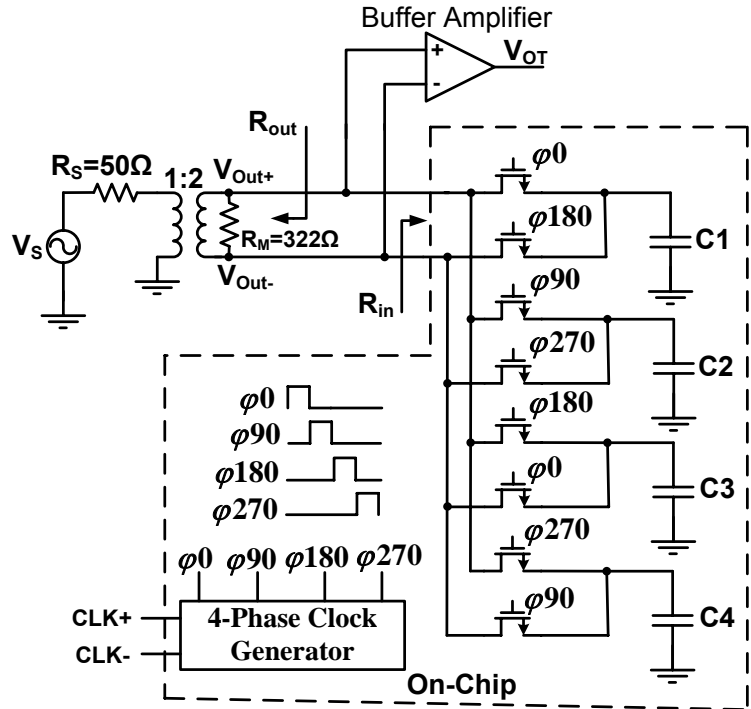 Buffer Amplifier
+
-
V_OT
R_out
R_S=50Ω
1:2
V_Out+
V_S
R_M=322Ω
V_Out-
R_in
φ0
φ180
C1
φ90
φ270
C2
φ180
φ0
C3
φ270
φ90
C4
φ0
φ90
φ180
φ270
φ0 φ90 φ180 φ270
CLK+
CLK-
4-Phase Clock
Generator
On-Chip